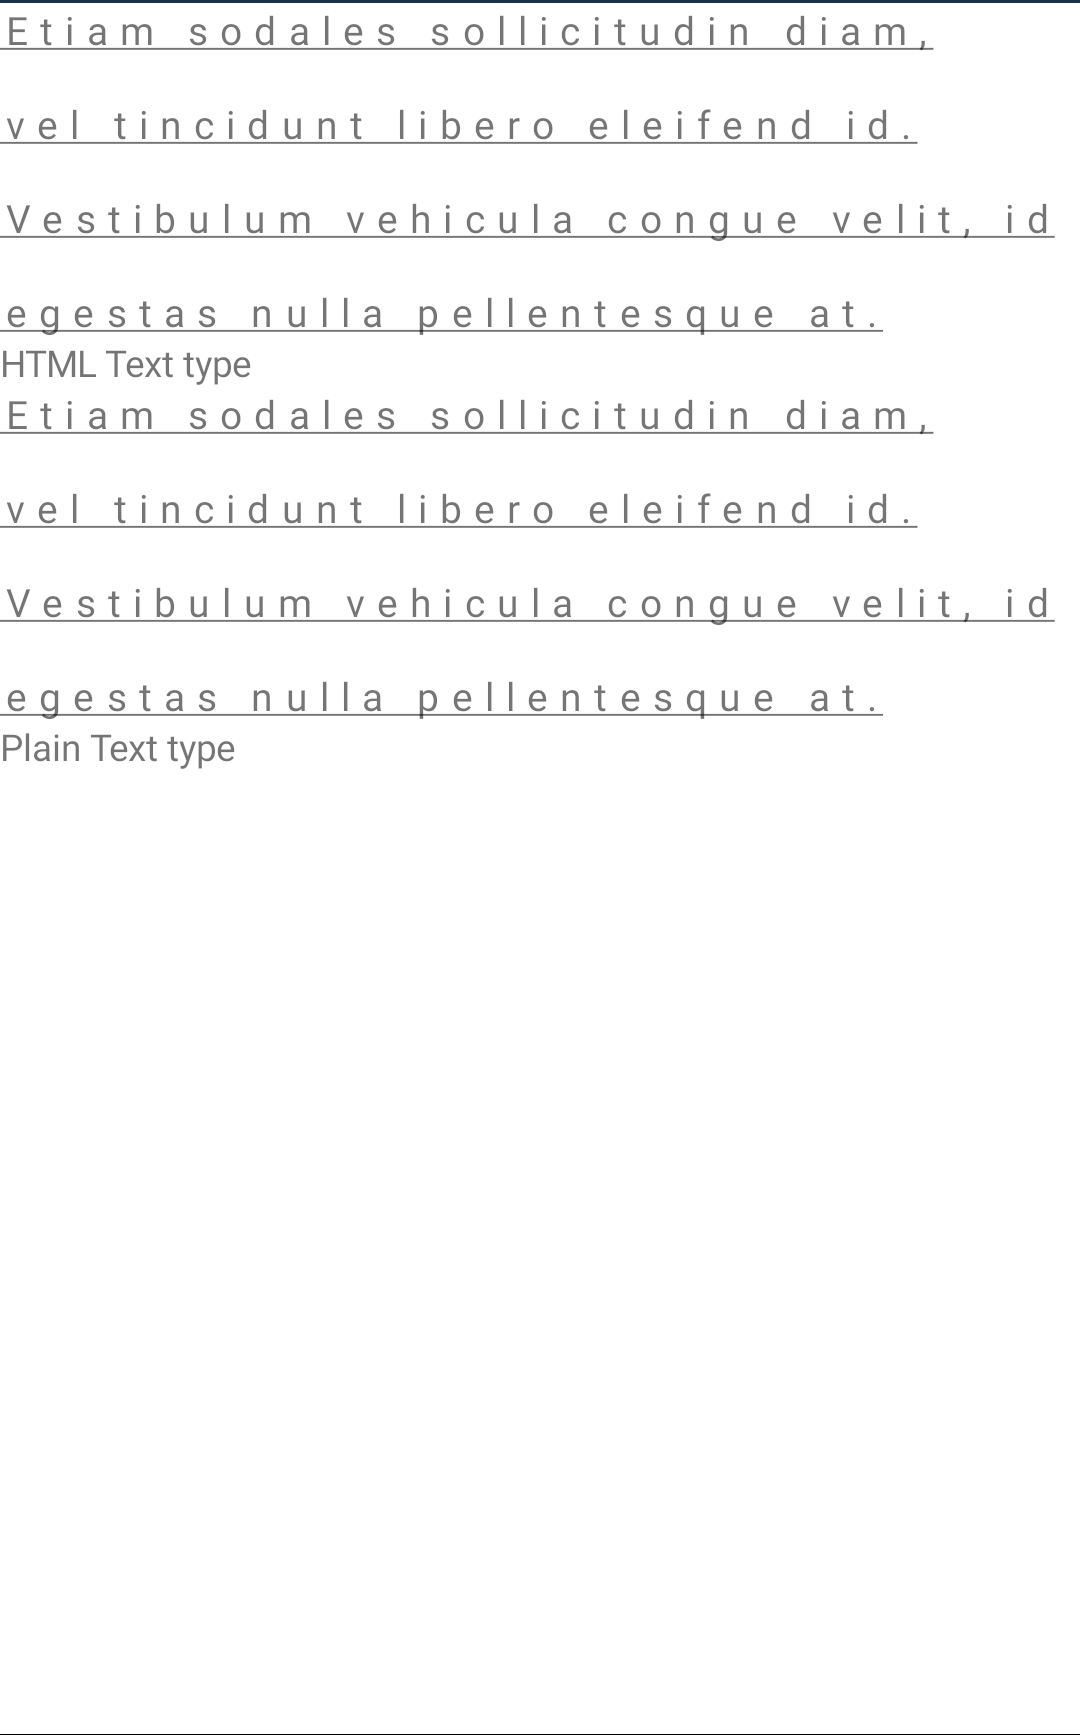 Etiam sodales sollicitudin diam,
vel tincidunt libero eleifend id.
Vestibulum vehicula congue velit, id
egestas nulla pellentesque at.
HTML Text type
Etiam sodales sollicitudin diam,
vel tincidunt libero eleifend id.
Vestibulum vehicula congue velit, id
egestas nulla pellentesque at.
Plain Text type